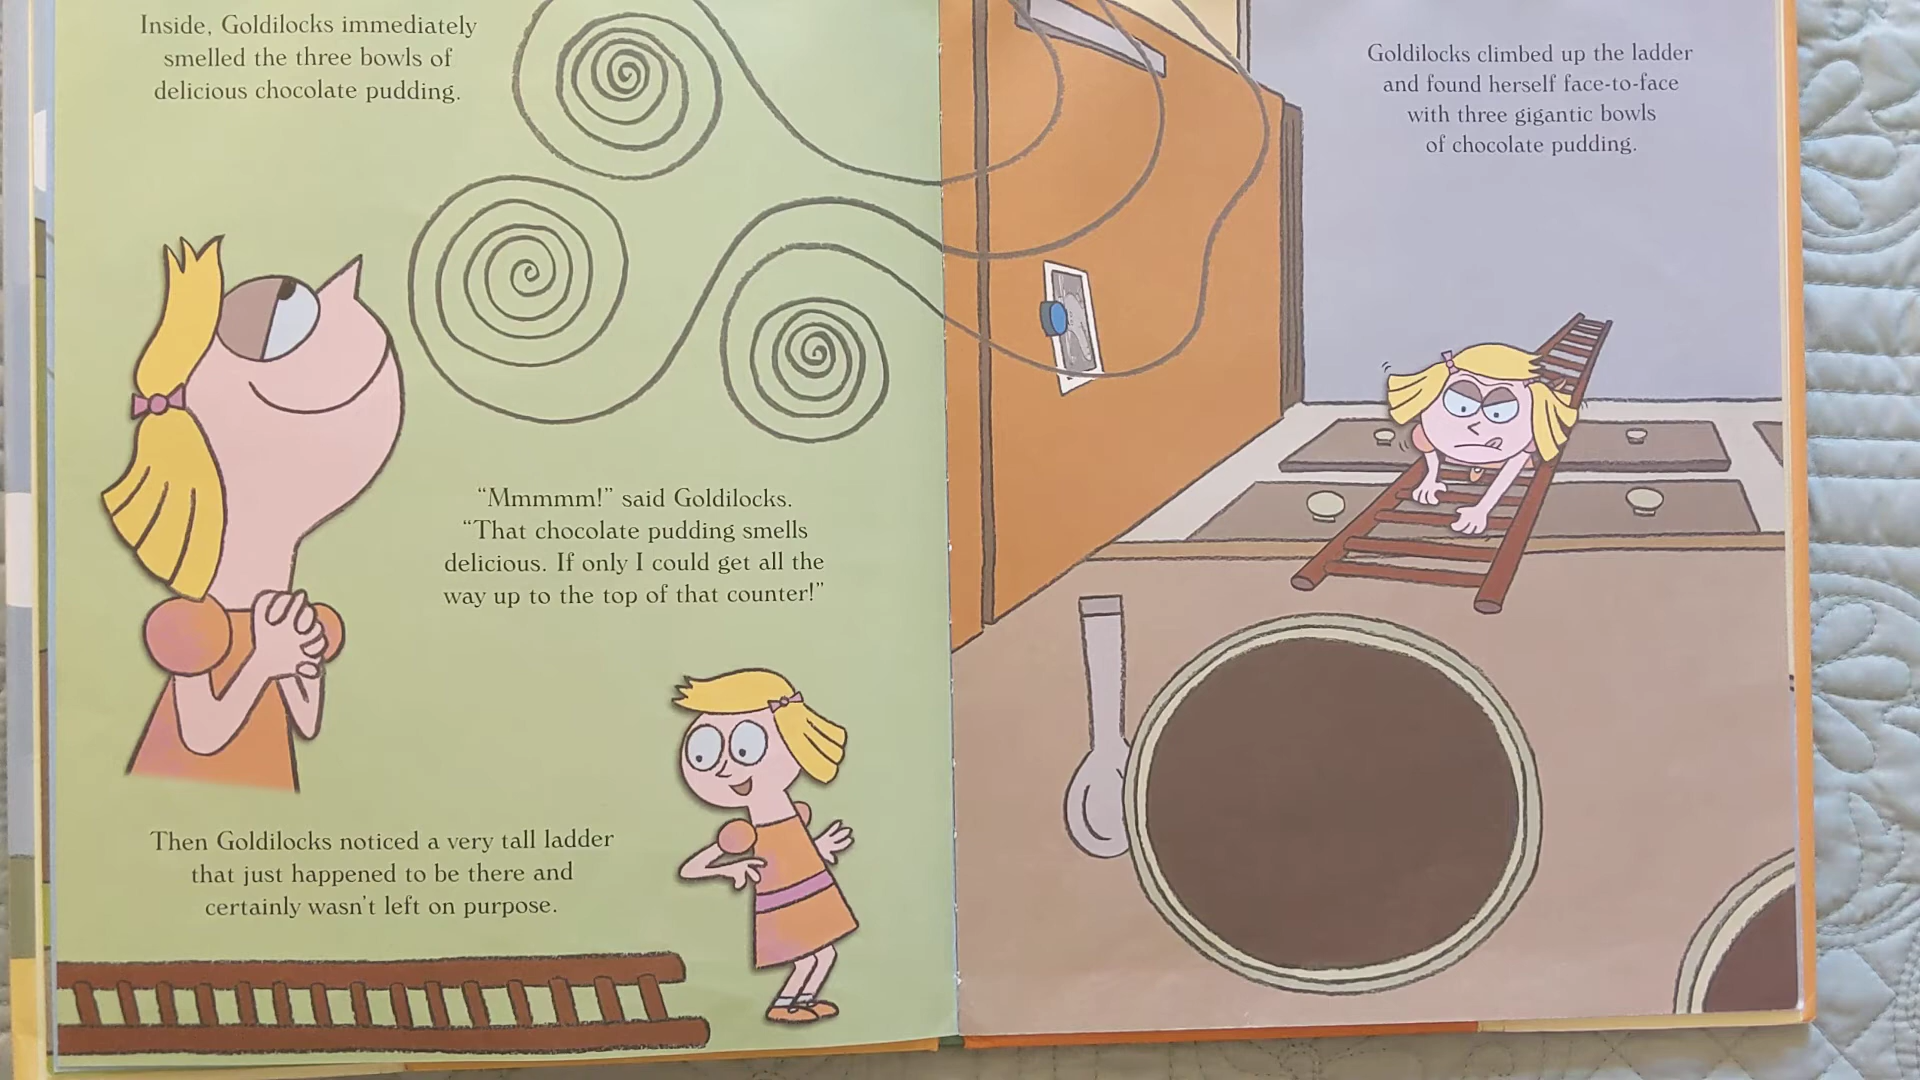 Inside, Goldilocks immediately
smelled the three bowls of
delicious chocolate pudding.
“Mmmmm!” said Goldilocks.
“That chocolate pudding smells
delicious. If only I could get all the
way up to the top of that counter!”
Then Goldilocks noticed a very tall ladder
that just happened to be there and
certainly wasn’t left on purpose.
Goldilocks climbed up the ladder
and found herself face-to-face
with three gigantic bowls
of chocolate pudding.